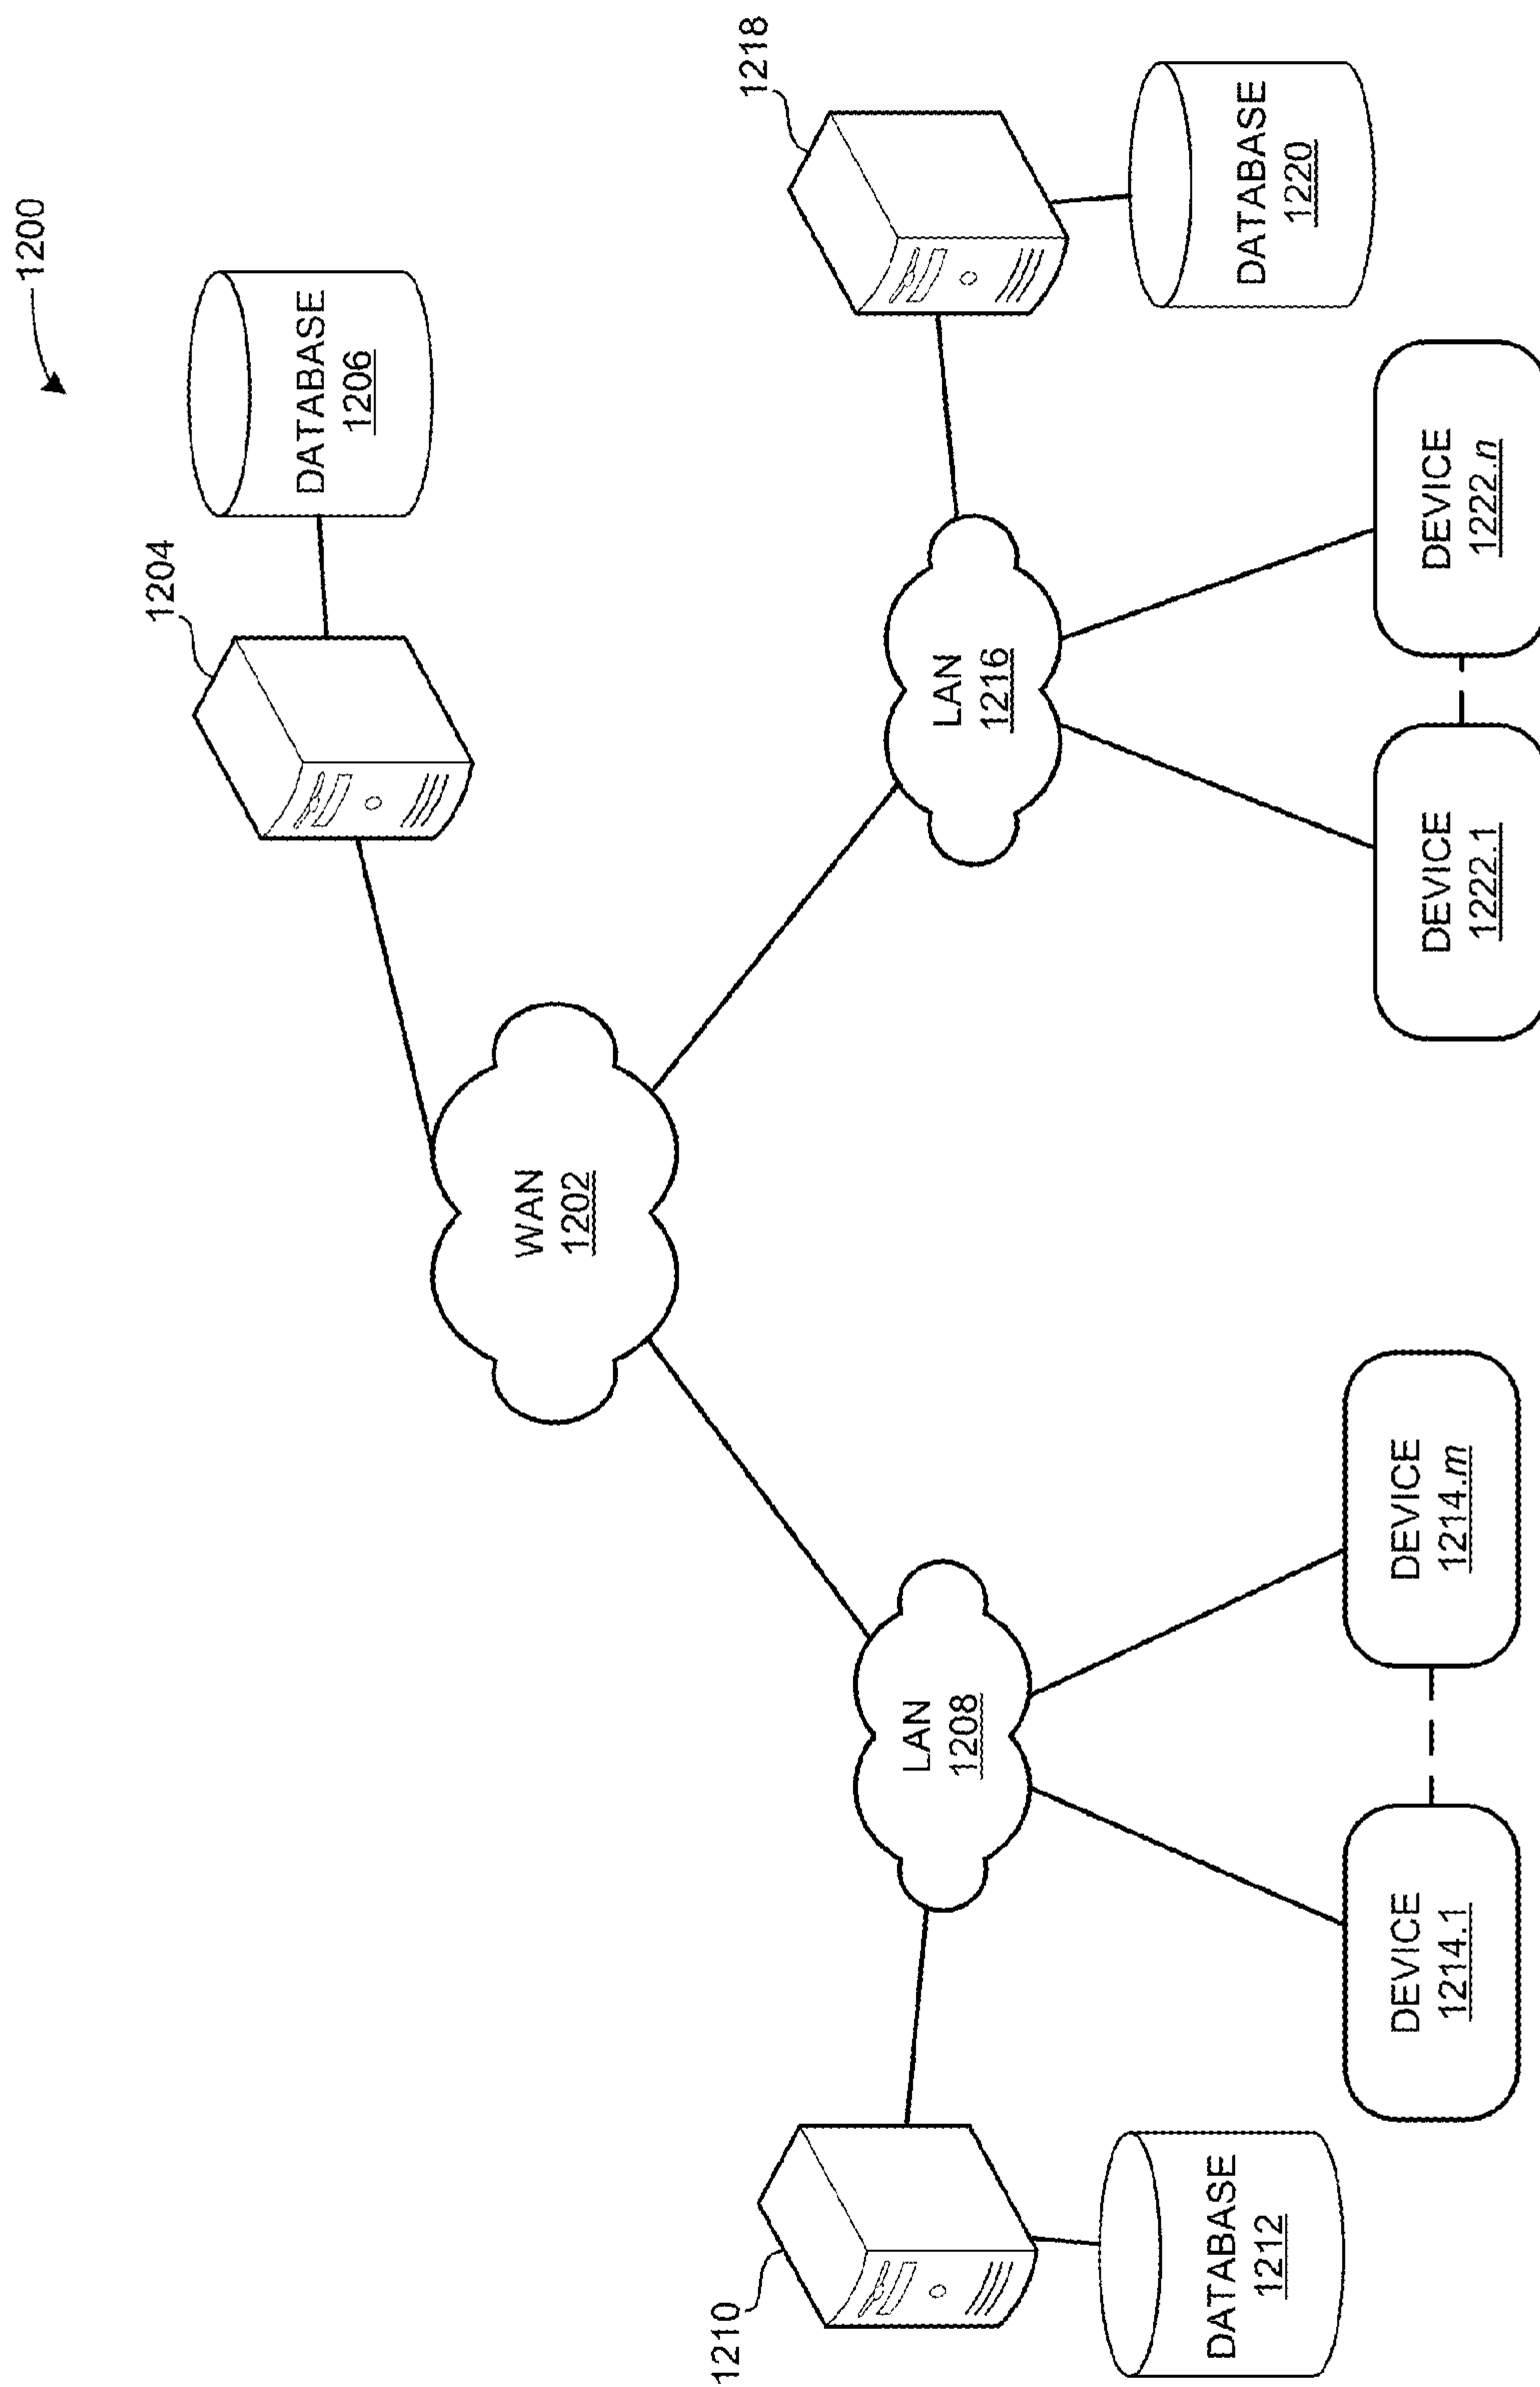 1200
1204
DATABASE
1206
WAN
1202
1210
LAN
1208
LAN
1216
1218
DATABASE
1212
DATABASE
1220
DEVICE
1214.1
DEVICE
1214.m
DEVICE
1222.1
DEVICE
1222.n